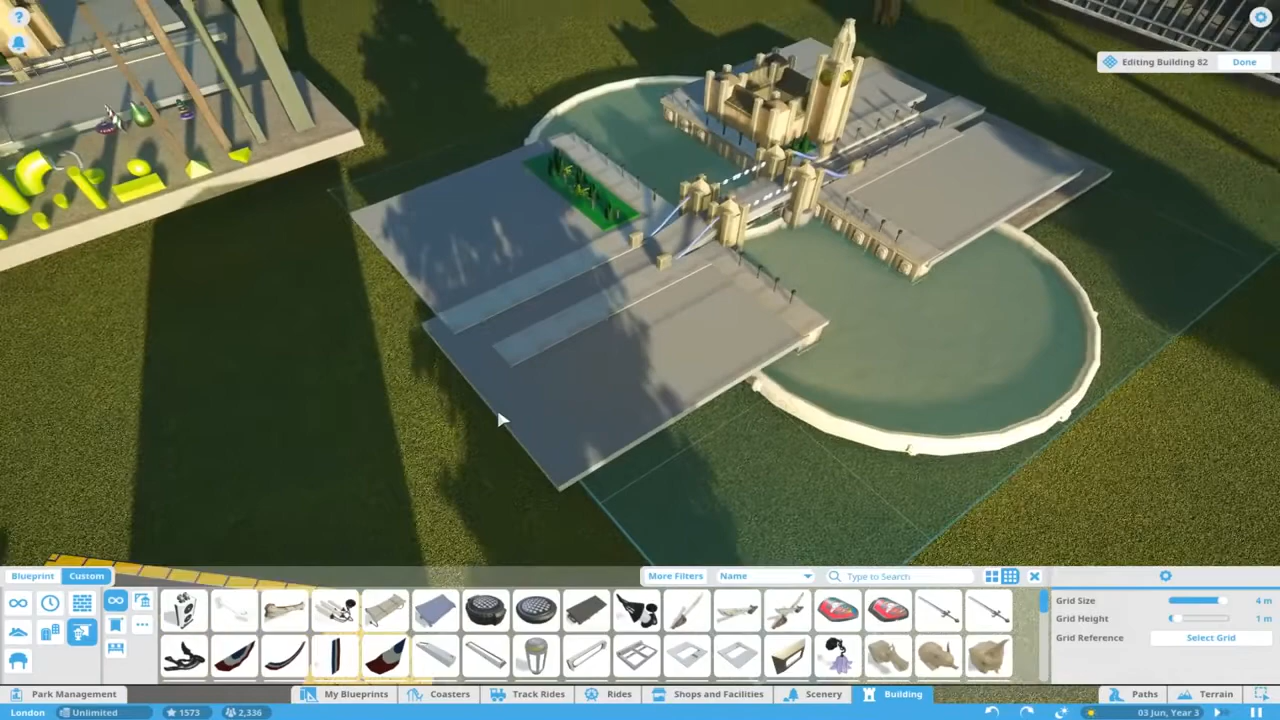 ?
Editing Building 82 Done
Blueprint Custom More Filters Name Type to Search
Grid Size 4 m
Grid Height 1 m
Grid Reference Select Grid
Park Management My Blueprints Coasters Track Rides Rides Shops and Facilities Scenery Building Paths Terrain
London Unlimited 1573 2,336 03 Jun, Year 3